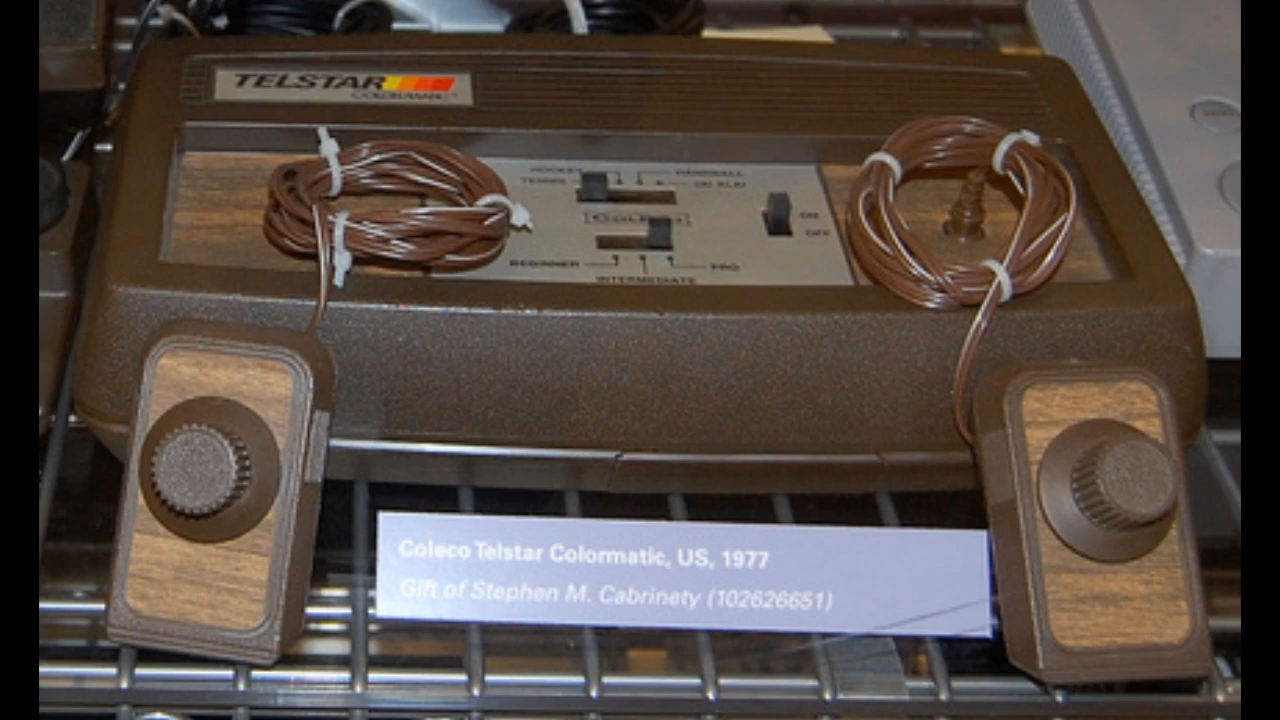 TELSTAR
COLORMATIC
HOCKEY HANDBALL
TENNIS JAI ALAI
COLECO
ON
OFF
BEGINNER PRO
INTERMEDIATE
Coleco Telstar Colormatic, US, 1977
Gift of Stephen M. Cabrinety (102626651)